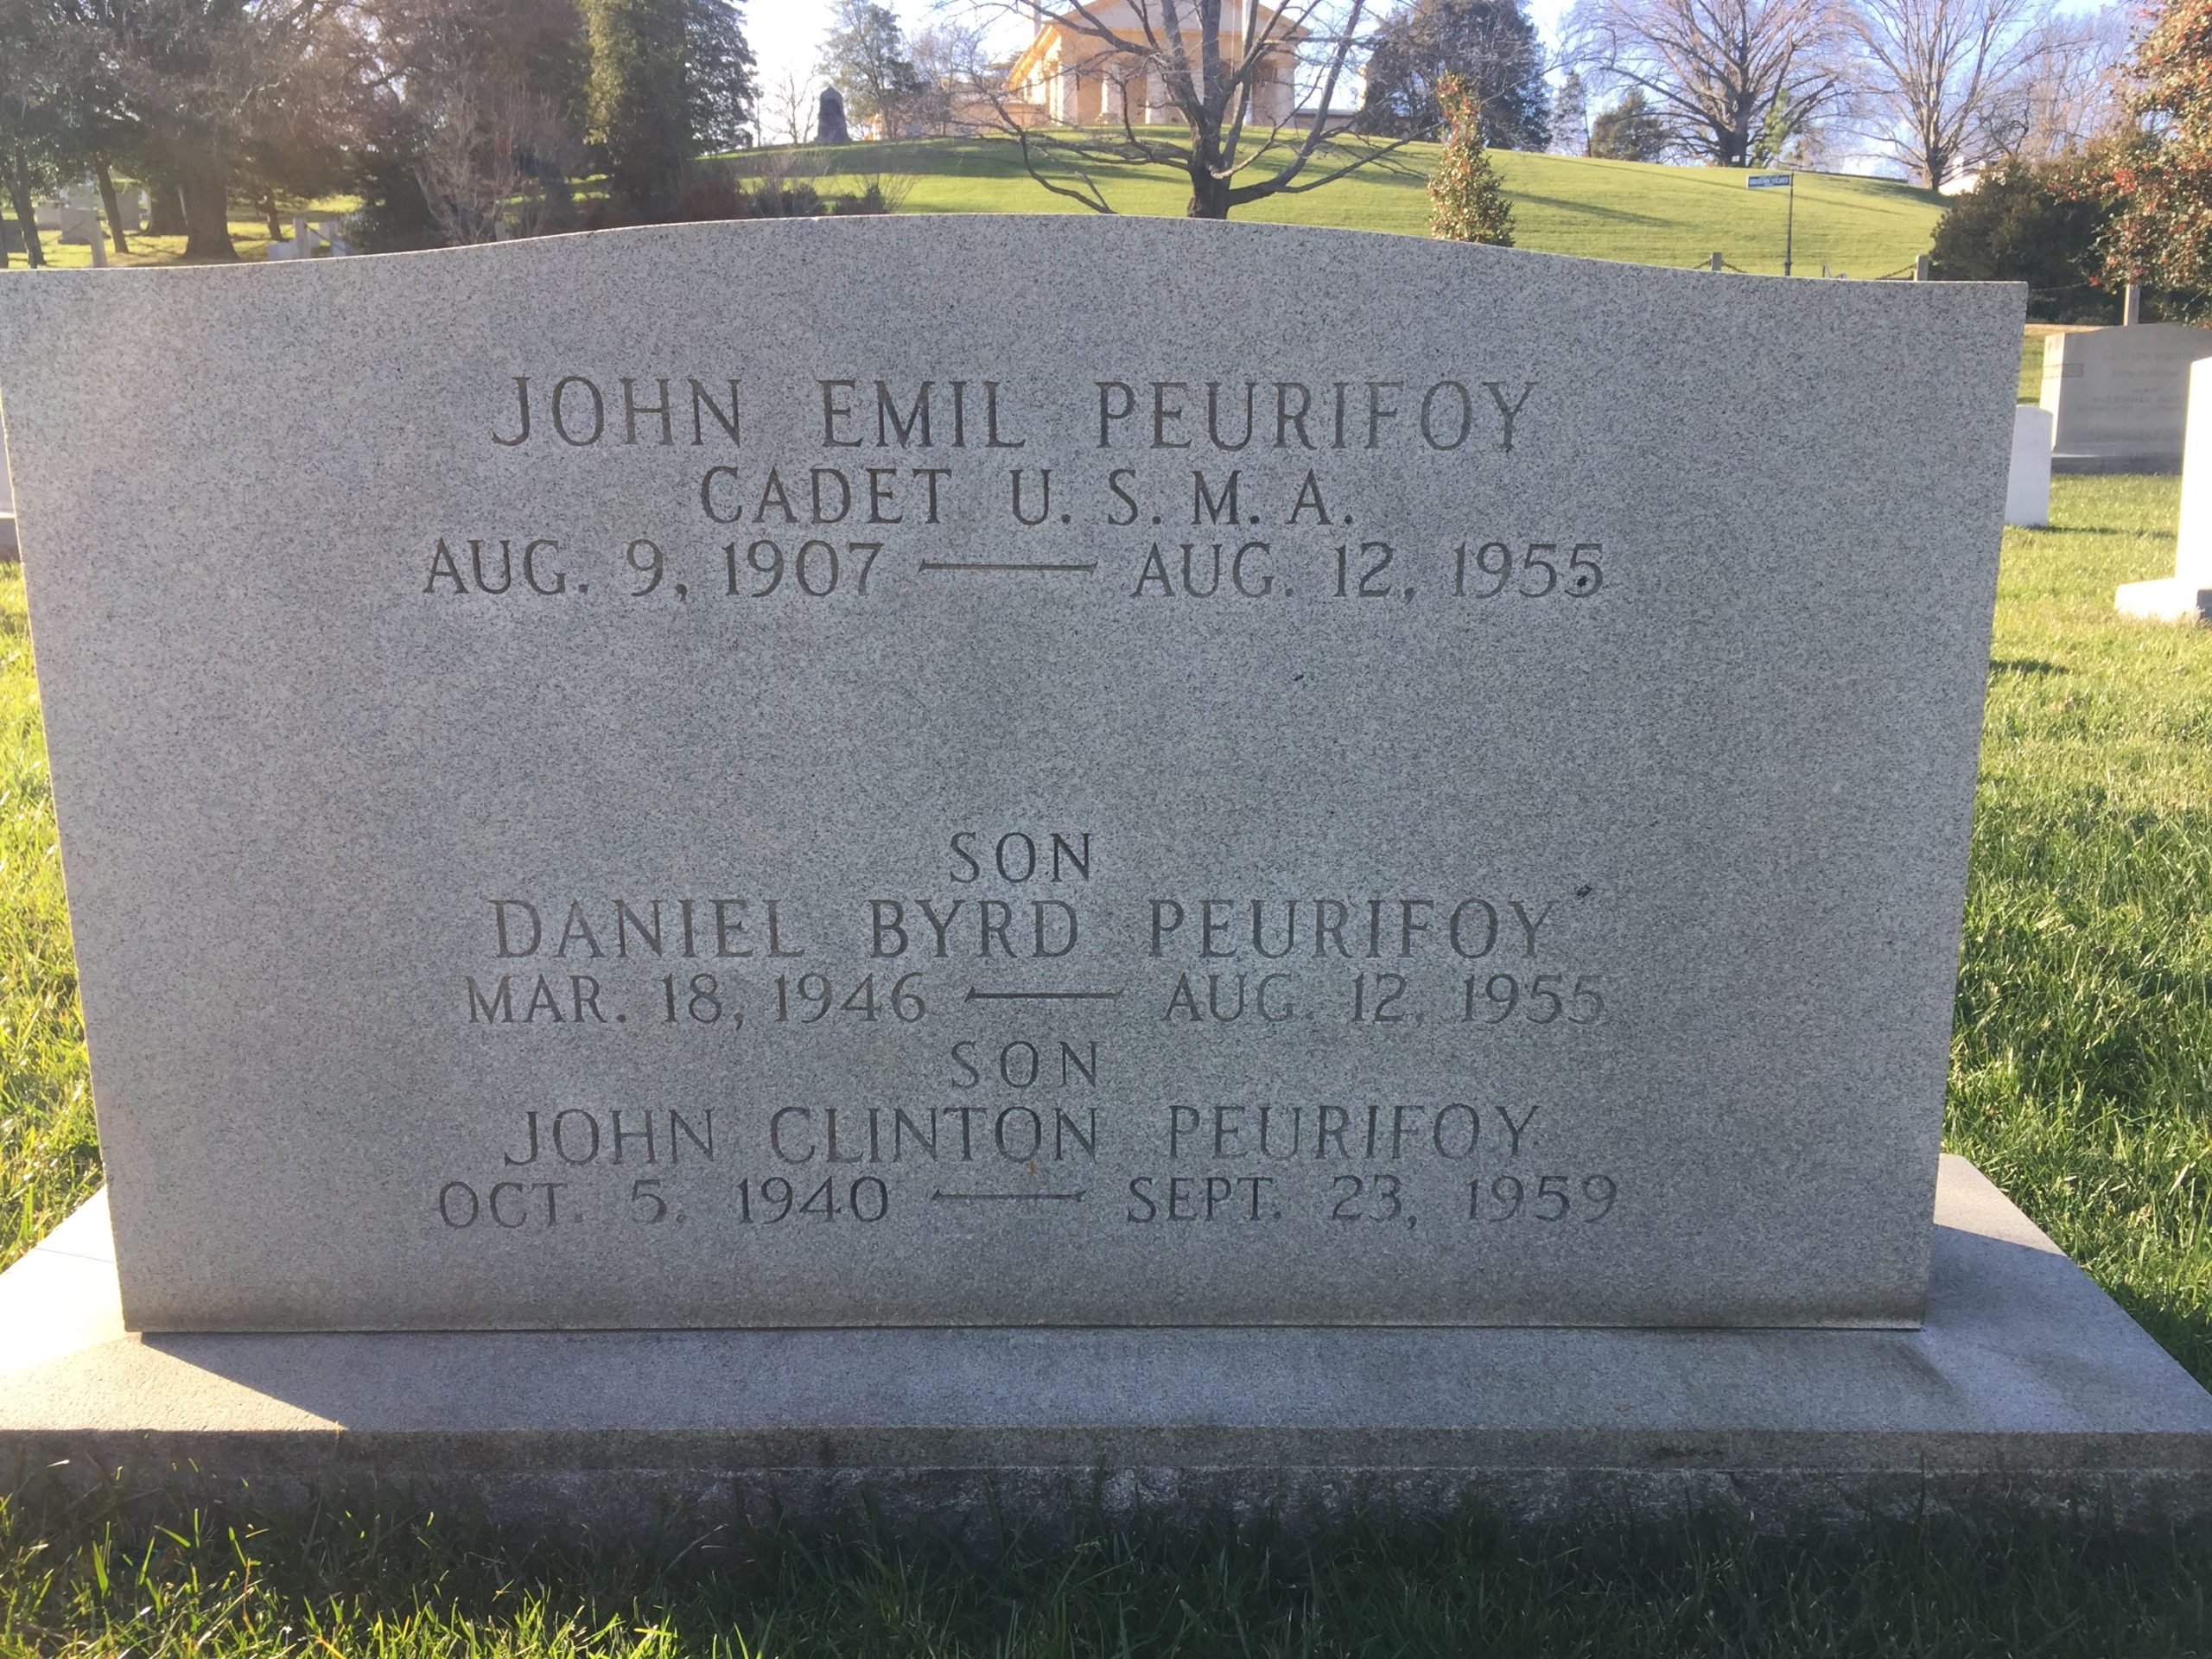 JOHN EMIL PEURIFOY
CADET U. S. M. A.
AUG. 9, 1907 — AUG. 12, 1955
SON
DANIEL BYRD PEURIFOY
MAR. 18, 1946 — AUG. 12, 1955
SON
JOHN CLINTON PEURIFOY
OCT. 5, 1940 — SEPT. 23, 1959